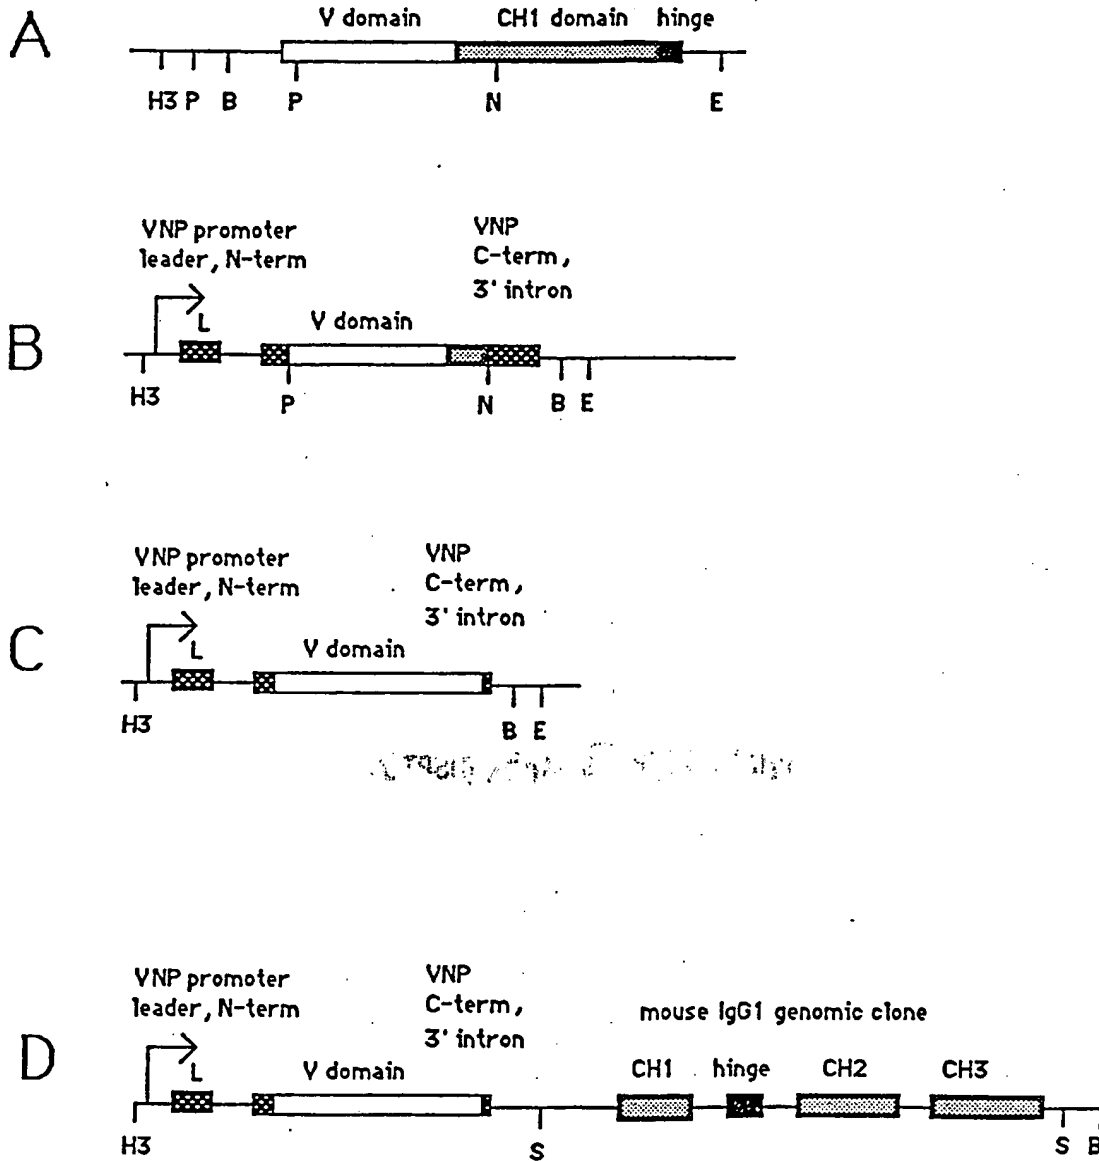 A
V domain CH1 domain hinge
H3 P B P N E
B
VNP promoter
leader, N-term
VNP
C-term,
3' intron
L
V domain
H3 P N B E
C
VNP promoter
leader, N-term
VNP
C-term,
3' intron
L
V domain
H3 B E
D
VNP promoter
leader, N-term
VNP
C-term,
3' intron
mouse IgG1 genomic clone
L
V domain
CH1 hinge CH2 CH3
H3 S S B